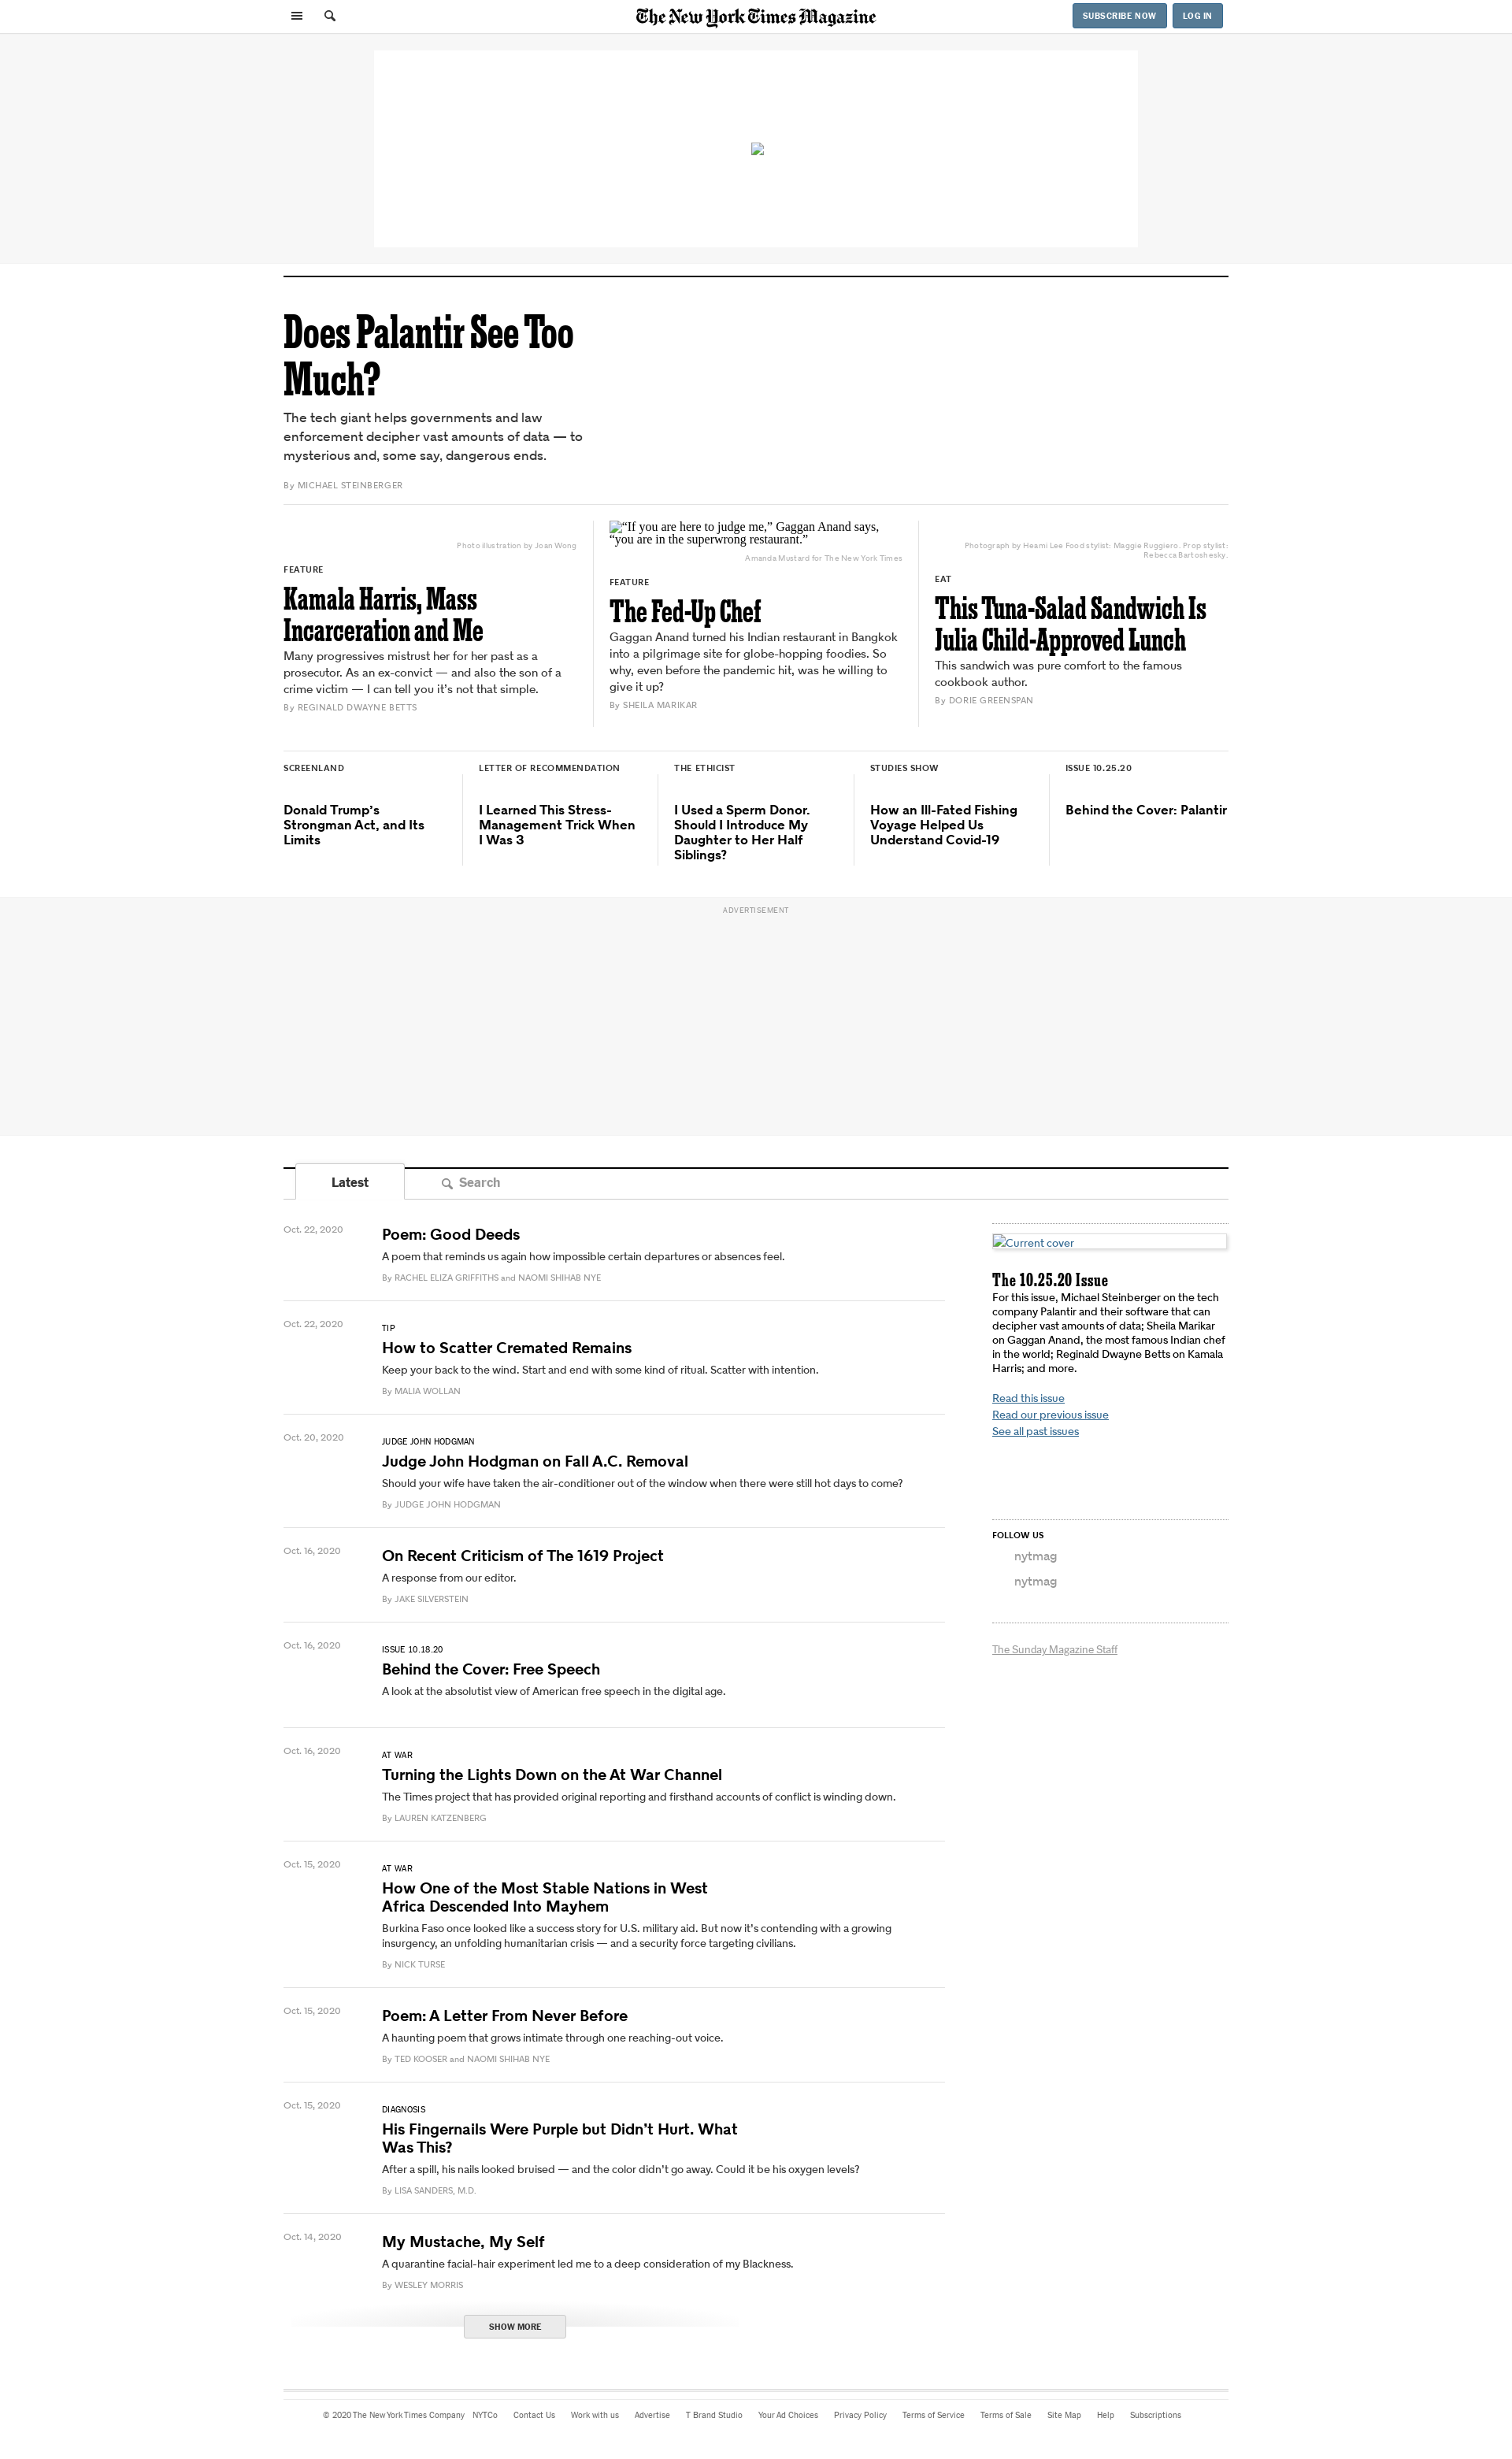 The New York Times Magazine
SUBSCRIBE NOW
LOG IN
Does Palantir See Too
Much?
The tech giant helps governments and law
enforcement decipher vast amounts of data — to
mysterious and, some say, dangerous ends.
By MICHAEL STEINBERGER
Photo illustration by Joan Wong
FEATURE
Kamala Harris, Mass
Incarceration and Me
Many progressives mistrust her for her past as a
prosecutor. As an ex-convict — and also the son of a
crime victim — I can tell you it’s not that simple.
By REGINALD DWAYNE BETTS
“If you are here to judge me,” Gaggan Anand says,
“you are in the superwrong restaurant.”
Amanda Mustard for The New York Times
FEATURE
The Fed-Up Chef
Gaggan Anand turned his Indian restaurant in Bangkok
into a pilgrimage site for globe-hopping foodies. So
why, even before the pandemic hit, was he willing to
give it up?
By SHEILA MARIKAR
Photograph by Heami Lee Food stylist: Maggie Ruggiero. Prop stylist:
Rebecca Bartoshesky.
EAT
This Tuna-Salad Sandwich Is
Julia Child-Approved Lunch
This sandwich was pure comfort to the famous
cookbook author.
By DORIE GREENSPAN
SCREENLAND
Donald Trump’s
Strongman Act, and Its
Limits
LETTER OF RECOMMENDATION
I Learned This Stress-
Management Trick When
I Was 3
THE ETHICIST
I Used a Sperm Donor.
Should I Introduce My
Daughter to Her Half
Siblings?
STUDIES SHOW
How an Ill-Fated Fishing
Voyage Helped Us
Understand Covid-19
ISSUE 10.25.20
Behind the Cover: Palantir
ADVERTISEMENT
Latest
Search
Oct. 22, 2020
Poem: Good Deeds
A poem that reminds us again how impossible certain departures or absences feel.
By RACHEL ELIZA GRIFFITHS and NAOMI SHIHAB NYE
Oct. 22, 2020
TIP
How to Scatter Cremated Remains
Keep your back to the wind. Start and end with some kind of ritual. Scatter with intention.
By MALIA WOLLAN
Oct. 20, 2020
JUDGE JOHN HODGMAN
Judge John Hodgman on Fall A.C. Removal
Should your wife have taken the air-conditioner out of the window when there were still hot days to come?
By JUDGE JOHN HODGMAN
Oct. 16, 2020
On Recent Criticism of The 1619 Project
A response from our editor.
By JAKE SILVERSTEIN
Oct. 16, 2020
ISSUE 10.18.20
Behind the Cover: Free Speech
A look at the absolutist view of American free speech in the digital age.
Oct. 16, 2020
AT WAR
Turning the Lights Down on the At War Channel
The Times project that has provided original reporting and firsthand accounts of conflict is winding down.
By LAUREN KATZENBERG
Oct. 15, 2020
AT WAR
How One of the Most Stable Nations in West
Africa Descended Into Mayhem
Burkina Faso once looked like a success story for U.S. military aid. But now it’s contending with a growing
insurgency, an unfolding humanitarian crisis — and a security force targeting civilians.
By NICK TURSE
Oct. 15, 2020
Poem: A Letter From Never Before
A haunting poem that grows intimate through one reaching-out voice.
By TED KOOSER and NAOMI SHIHAB NYE
Oct. 15, 2020
DIAGNOSIS
His Fingernails Were Purple but Didn’t Hurt. What
Was This?
After a spill, his nails looked bruised — and the color didn’t go away. Could it be his oxygen levels?
By LISA SANDERS, M.D.
Oct. 14, 2020
My Mustache, My Self
A quarantine facial-hair experiment led me to a deep consideration of my Blackness.
By WESLEY MORRIS
SHOW MORE
Current cover
The 10.25.20 Issue
For this issue, Michael Steinberger on the tech
company Palantir and their software that can
decipher vast amounts of data; Sheila Marikar
on Gaggan Anand, the most famous Indian chef
in the world; Reginald Dwayne Betts on Kamala
Harris; and more.
Read this issue
Read our previous issue
See all past issues
FOLLOW US
nytmag
nytmag
The Sunday Magazine Staff
© 2020 The New York Times Company NYTCo Contact Us Work with us Advertise T Brand Studio Your Ad Choices Privacy Policy Terms of Service Terms of Sale Site Map Help Subscriptions